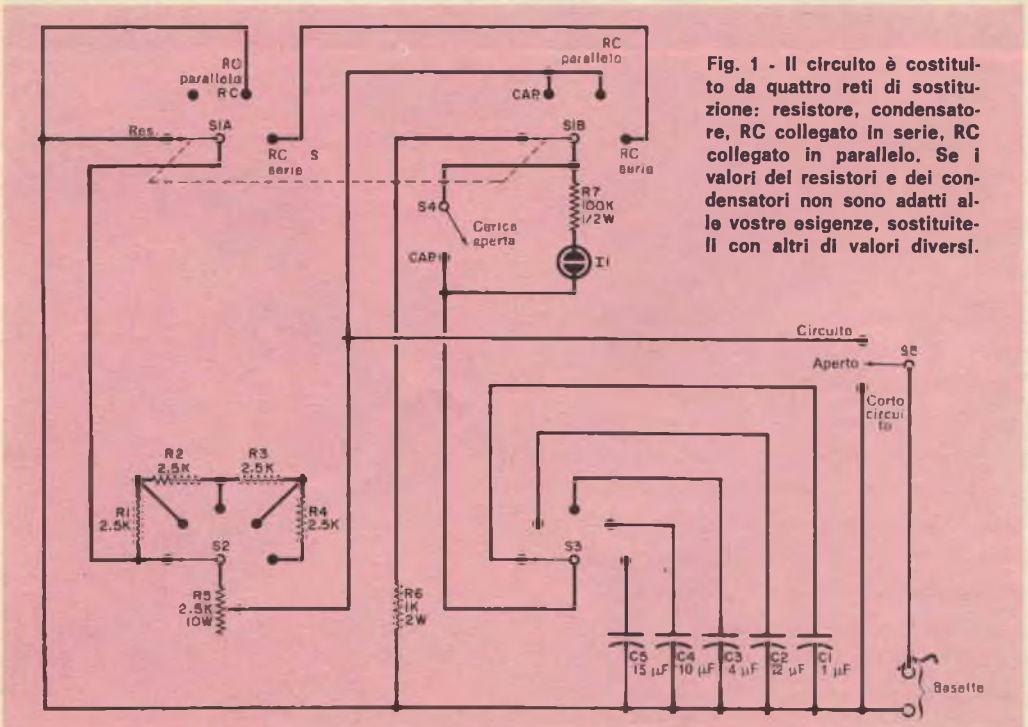 RC
parallelo
RC
Res.
S1A
RC
serie
S
RC
parallelo
CAP.
S1B
RC
serie
R7
100K
1/2W
S4
Carica
aperta
CAP.
I1
Fig. 1 - Il circuito è costitui-
to da quattro reti di sostitu-
zione: resistore, condensato-
re, RC collegato in serie, RC
collegato in parallelo. Se i
valori dei resistori e dei con-
densatori non sono adatti al-
le vostre esigenze, sostituite-
li con altri di valori diversi.
Circuito
Aperto
Corto
circui
to
R2
2.5K
R3
2.5K
R1
2.5K
R4
2.5K
S2
R5
2.5K
10W
R6
1K
2W
S3
C5
15 µF
C4
10 µF
C3
4 µF
C2
2 µF
C1
1 µF
Basette